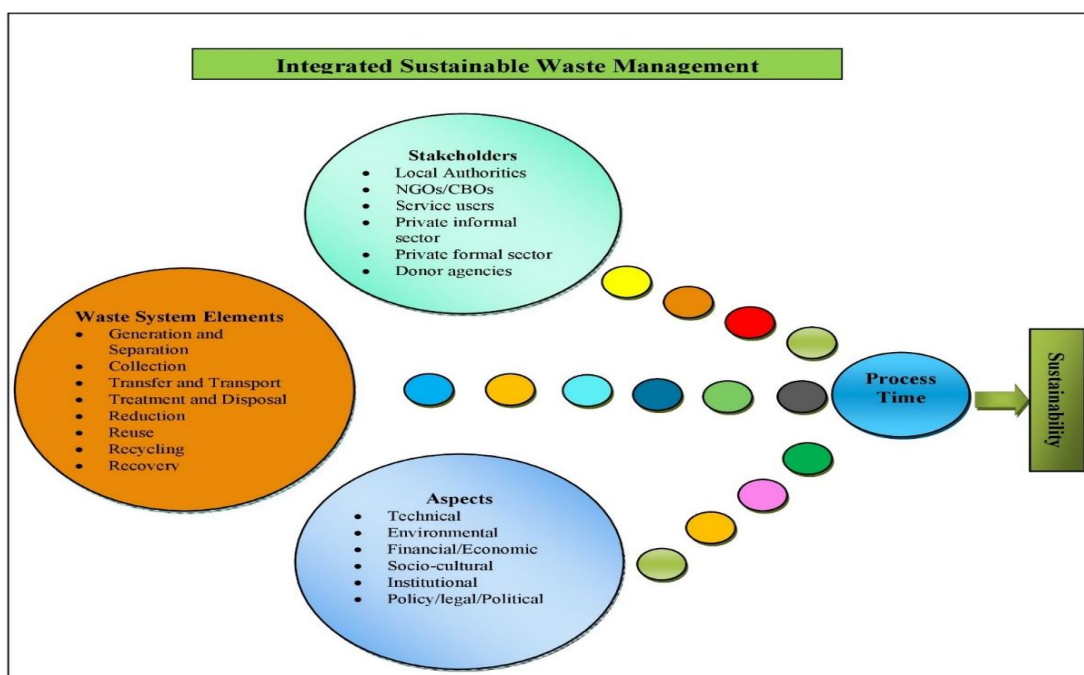 Integrated Sustainable Waste Management
Stakeholders
• Local Authorities
• NGOs/CBOs
• Service users
• Private informal
sector
• Private formal sector
• Donor agencies
Waste System Elements
• Generation and
Separation
• Collection
• Transfer and Transport
• Treatment and Disposal
• Reduction
• Reuse
• Recycling
• Recovery
Aspects
• Technical
• Environmental
• Financial/Economic
• Socio-cultural
• Institutional
• Policy/legal/Political
Process
Time
Sustainability